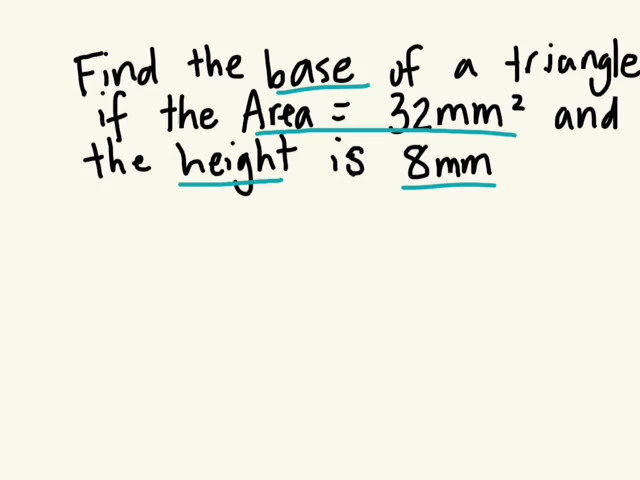 Find the base of a triangle
if the Area = 32mm² and
the height is 8mm